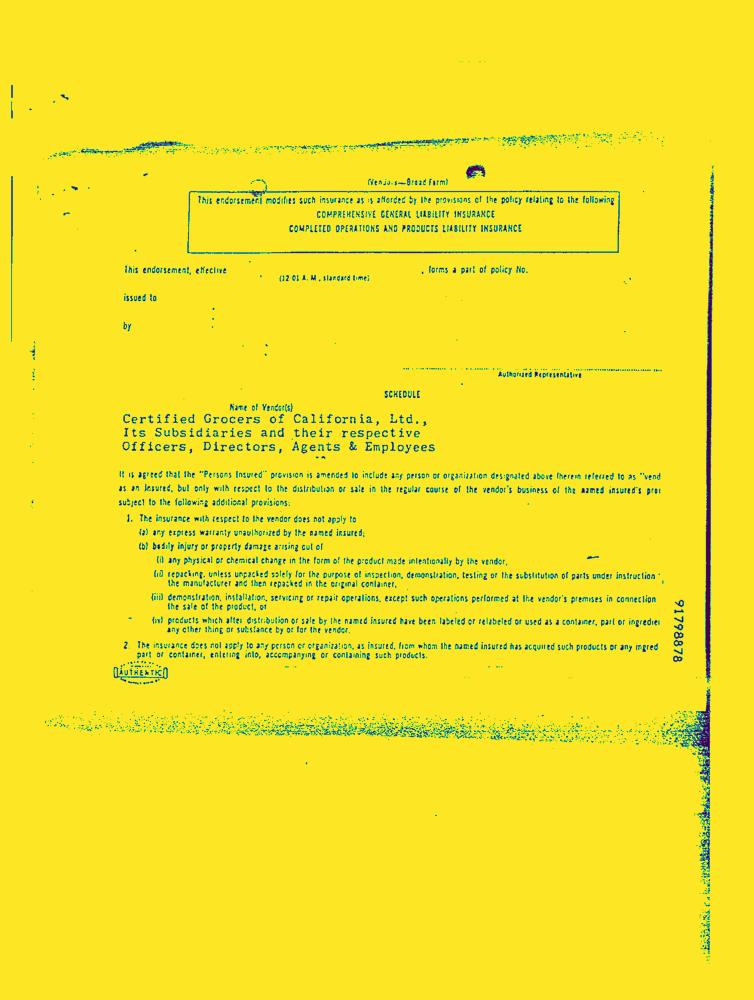 (Vendors—Broad Form)
This endorsement modifies such insurance as is afforded by the provisions of the policy relating to the following
COMPREHENSIVE GENERAL LIABILITY INSURANCE
COMPLETED OPERATIONS AND PRODUCTS LIABILITY INSURANCE
This endorsement, effective , forms a part of policy No.
(12:01 A. M., standard time)
issued to
by
Authorized Representative
SCHEDULE
Name of Vendor(s)
Certified Grocers of California, Ltd.,
Its Subsidiaries and their respective
Officers, Directors, Agents & Employees
It is agreed that the "Persons Insured" provision is amended to include any person or organization designated above (herein referred to as "vend
as an insured, but only with respect to the distribution or sale in the regular course of the vendor's business of the named insured's pro
subject to the following additional provisions:
1. The insurance with respect to the vendor does not apply to
(a) any express warranty unauthorized by the named insured;
(b) bodily injury or property damage arising out of
(i) any physical or chemical change in the form of the product made intentionally by the vendor,
(ii) repacking, unless unpacked solely for the purpose of inspection, demonstration, testing or the substitution of parts under instruction
the manufacturer and then repacked in the original container,
(iii) demonstration, installation, servicing or repair operations, except such operations performed at the vendor's premises in connection
the sale of the product, or
(iv) products which after distribution or sale by the named insured have been labeled or relabeled or used as a container, part or ingredie
any other thing or substance by or for the vendor.
2. The insurance does not apply to any person or organization, as insured, from whom the named insured has acquired such products or any ingred
part or container, entering into, accompanying or containing such products.
AUTHENTIC
91798878